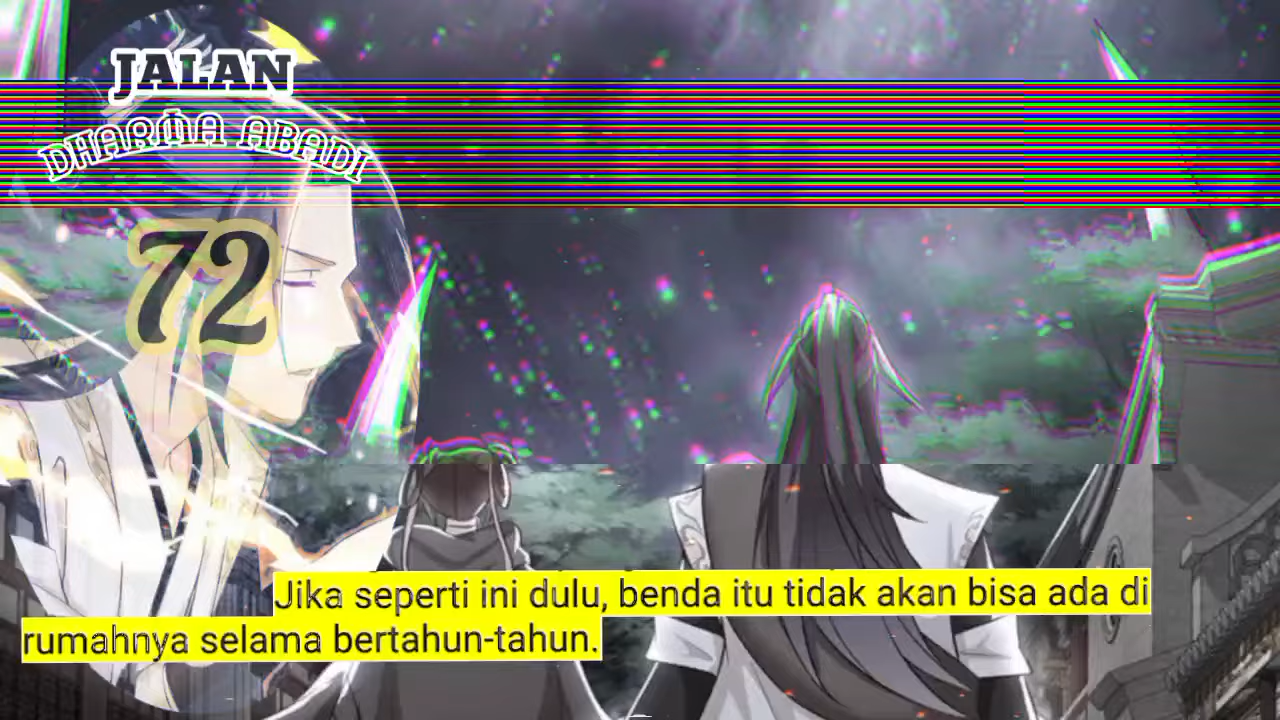 JALAN
DHARMA ABADI
72
Jika seperti ini dulu, benda itu tidak akan bisa ada di
rumahnya selama bertahun-tahun.